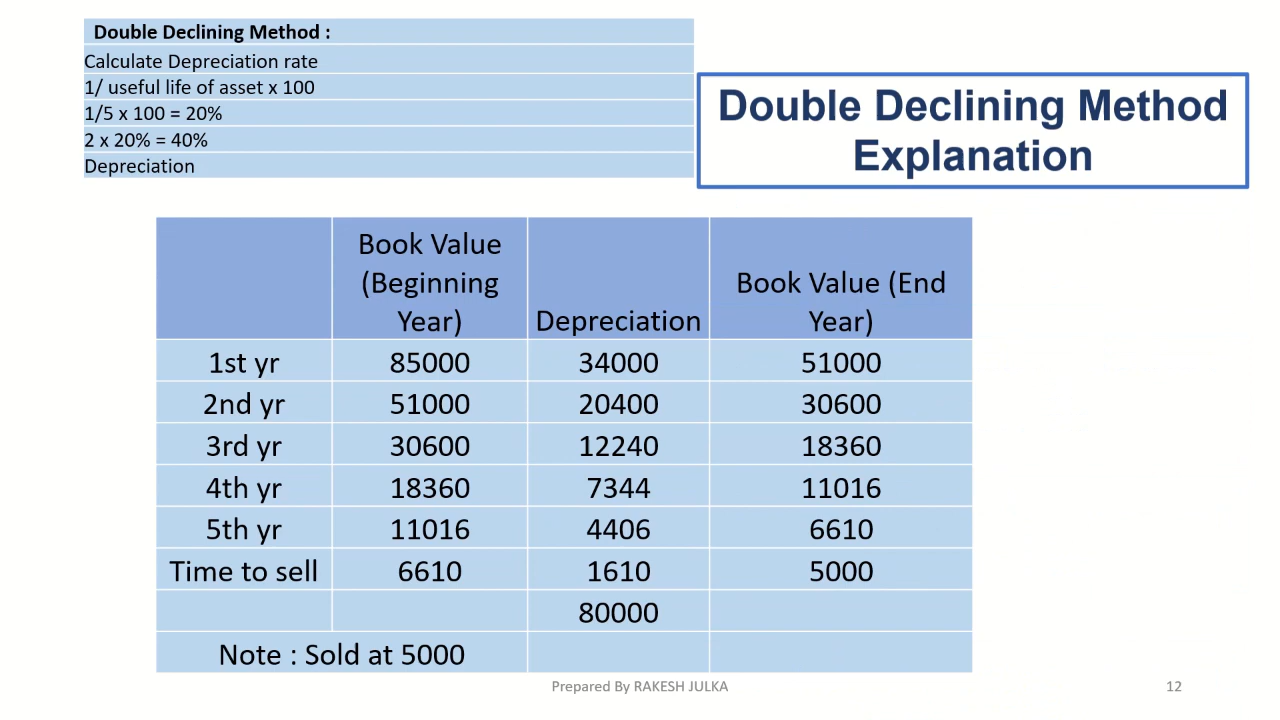 Double Declining Method :
Calculate Depreciation rate
1/ useful life of asset x 100
1/5 x 100 = 20%
2 x 20% = 40%
Depreciation
Double Declining Method
Explanation
Book Value (Beginning Year) Depreciation Book Value (End Year)
1st yr 85000 34000 51000
2nd yr 51000 20400 30600
3rd yr 30600 12240 18360
4th yr 18360 7344 11016
5th yr 11016 4406 6610
Time to sell 6610 1610 5000
80000
Note : Sold at 5000
Prepared By RAKESH JULKA
12